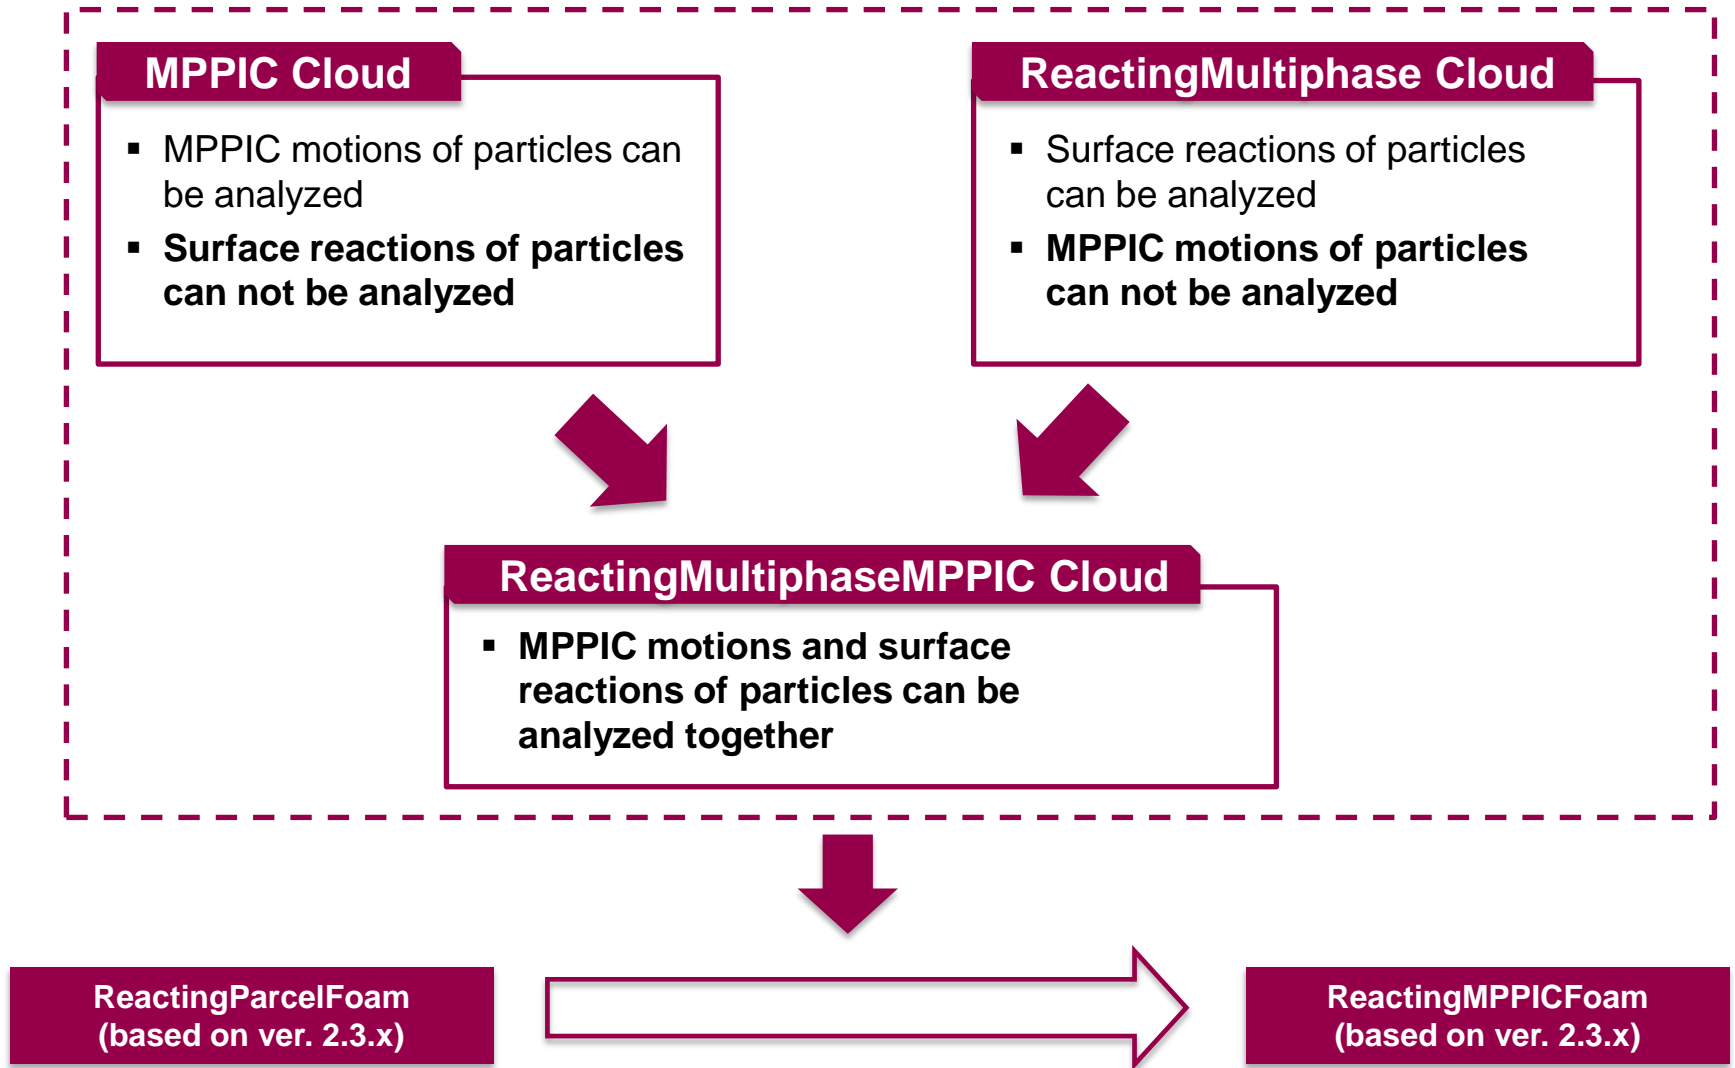 MPPIC Cloud
▪ MPPIC motions of particles can
be analyzed
▪ Surface reactions of particles
can not be analyzed
ReactingMultiphase Cloud
▪ Surface reactions of particles
can be analyzed
▪ MPPIC motions of particles
can not be analyzed
ReactingMultiphaseMPPIC Cloud
▪ MPPIC motions and surface
reactions of particles can be
analyzed together
ReactingParcelFoam
(based on ver. 2.3.x)
ReactingMPPICFoam
(based on ver. 2.3.x)